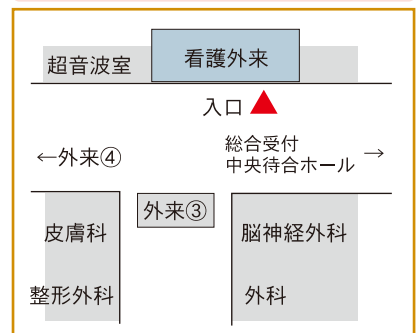 超音波室
看護外来
入口
←外来④
総合受付
中央待合ホール →
外来③
皮膚科
脳神経外科
整形外科
外科